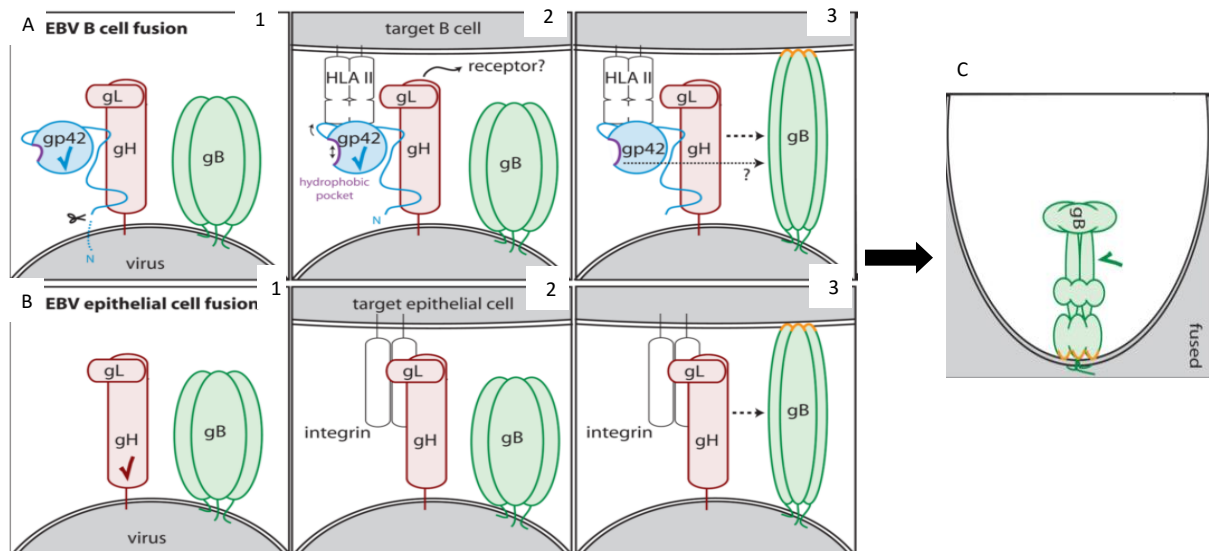 A EBV B cell fusion 1
gL
gp42
gH
gB
N
virus
target B cell 2
HLA II
receptor?
gL
gp42
gH
gB
hydrophobic
pocket
N
3
HLA II
gL
gp42
gH
gB
?
B EBV epithelial cell fusion 1
gL
gH
gB
virus
target epithelial cell 2
gL
integrin
gH
gB
3
gL
integrin
gH
gB
C
gB
fused